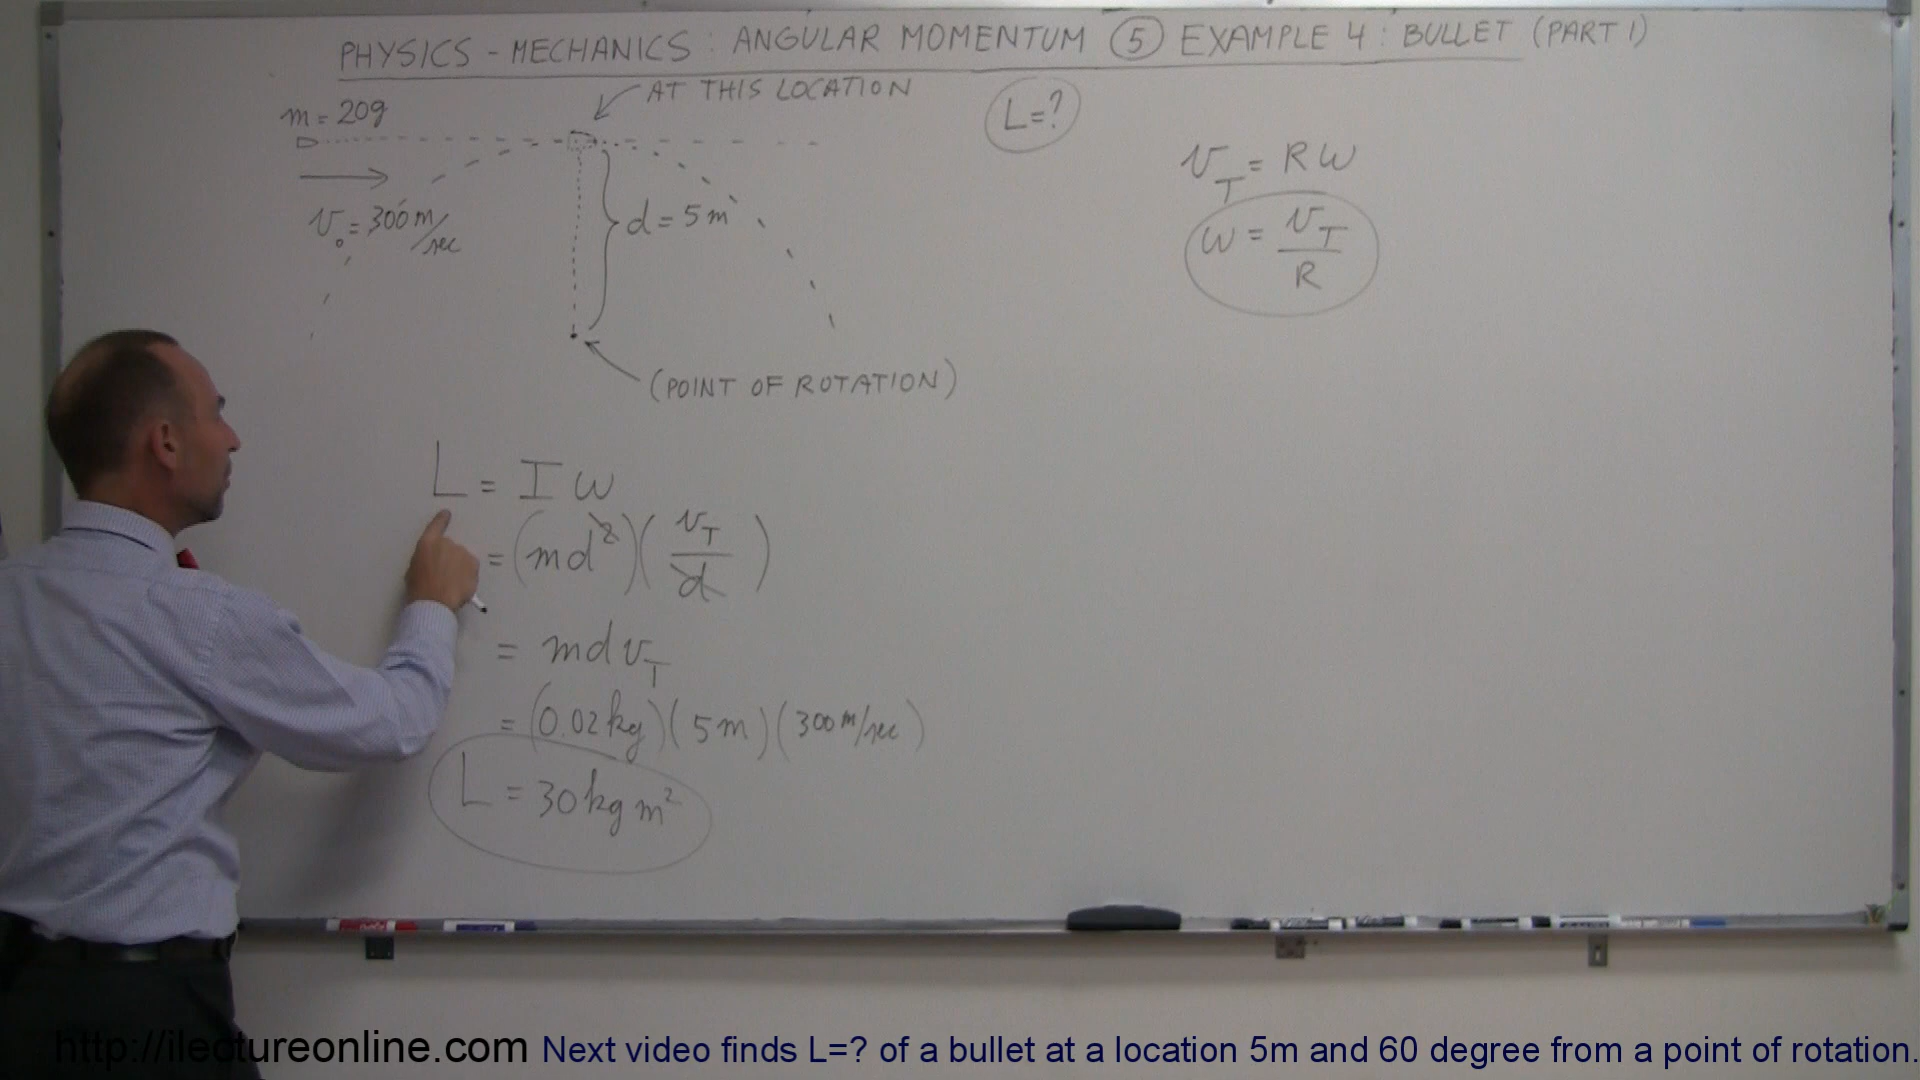 PHYSICS - MECHANICS: ANGULAR MOMENTUM ⑤ EXAMPLE 4: BULLET (PART 1)
AT THIS LOCATION
m = 20g
L = ?
v₀ = 300 m/sec
d = 5m
v_T = Rω
ω = v_T / R
(POINT OF ROTATION)
L = I ω
= (md²)(v_T / d)
= mdv_T
= (0.02kg)(5m)(300 m/sec)
L = 30 kg m²
http://ilectureonline.com Next video finds L=? of a bullet at a location 5m and 60 degree from a point of rotation.